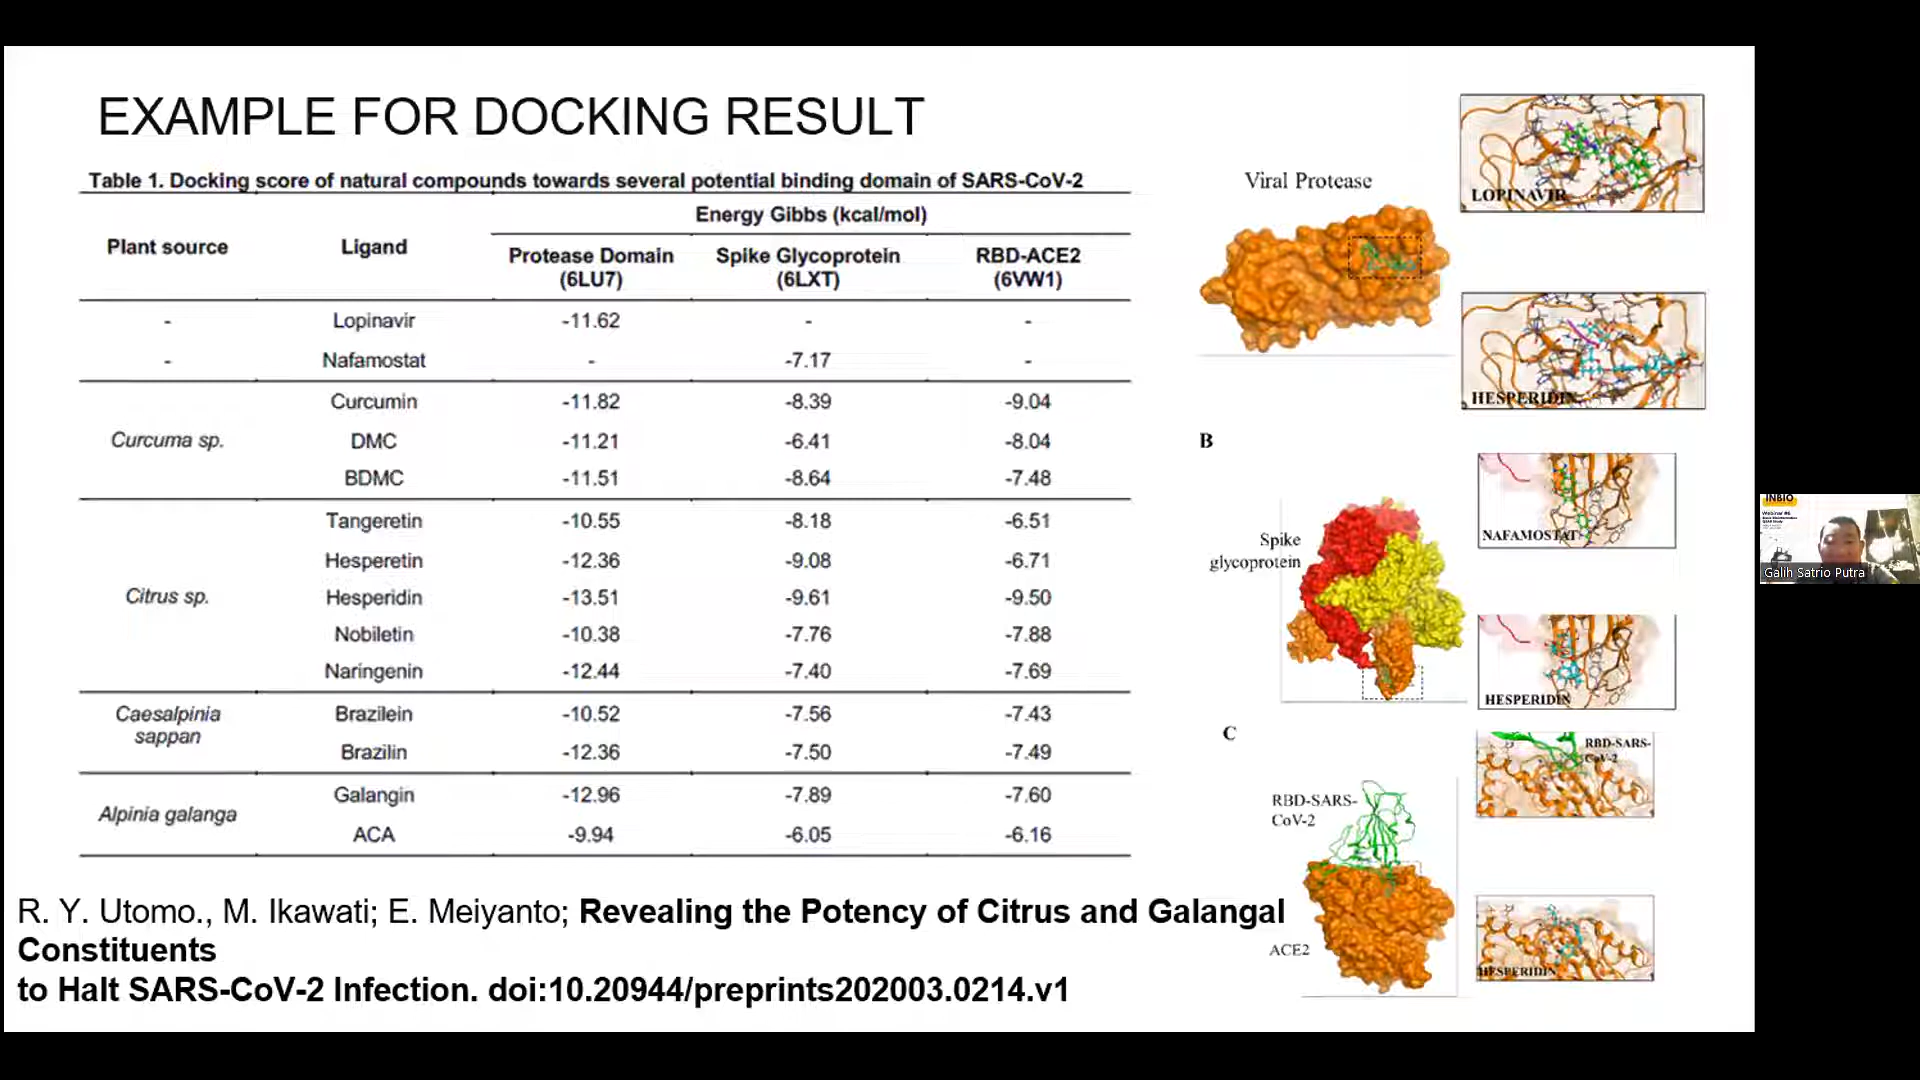 EXAMPLE FOR DOCKING RESULT
Table 1. Docking score of natural compounds towards several potential binding domain of SARS-CoV-2
Plant source Ligand Energy Gibbs (kcal/mol)
Protease Domain (6LU7) Spike Glycoprotein (6LXT) RBD-ACE2 (6VW1)
- Lopinavir -11.62 - -
- Nafamostat - -7.17 -
Curcuma sp.
Curcumin -11.82 -8.39 -9.04
DMC -11.21 -6.41 -8.04
BDMC -11.51 -8.64 -7.48
Citrus sp.
Tangeretin -10.55 -8.18 -6.51
Hesperetin -12.36 -9.08 -6.71
Hesperidin -13.51 -9.61 -9.50
Nobiletin -10.38 -7.76 -7.88
Naringenin -12.44 -7.40 -7.69
Caesalpinia sappan
Brazilein -10.52 -7.56 -7.43
Brazilin -12.36 -7.50 -7.49
Alpinia galanga
Galangin -12.96 -7.89 -7.60
ACA -9.94 -6.05 -6.16
R. Y. Utomo., M. Ikawati; E. Meiyanto; Revealing the Potency of Citrus and Galangal
Constituents
to Halt SARS-CoV-2 Infection. doi:10.20944/preprints202003.0214.v1
Viral Protease
LOPINAVIR
HESPERIDIN
B
Spike
glycoprotein
NAFAMOSTAT
HESPERIDIN
C
RBD-SARS-
CoV-2
ACE2
RBD-SARS-
CoV-2
HESPERIDIN
INBIO
Webinar #6
Galih Satrio Putra